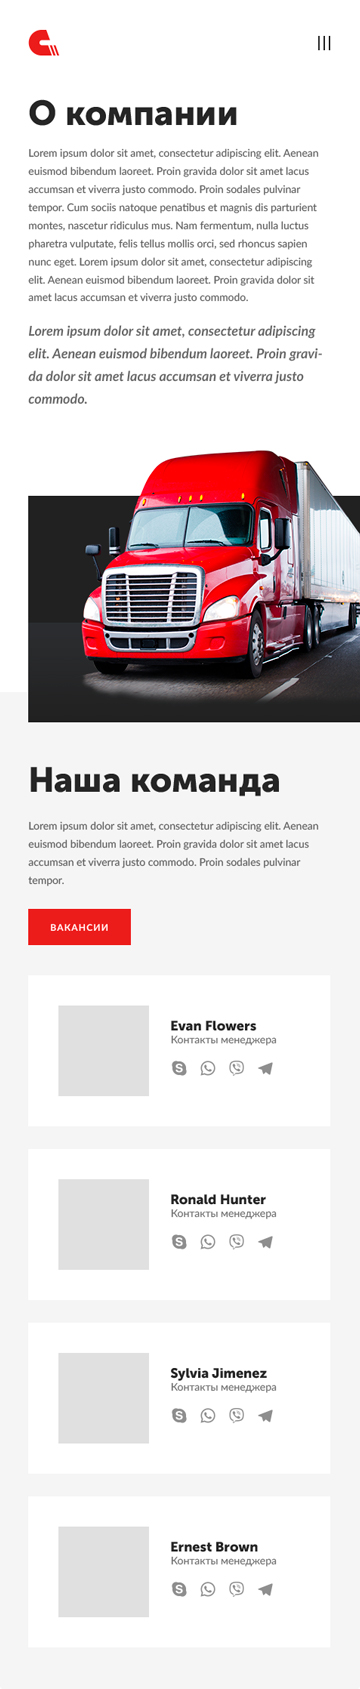 О компании
Lorem ipsum dolor sit amet, consectetur adipiscing elit. Aenean
euismod bibendum laoreet. Proin gravida dolor sit amet lacus
accumsan et viverra justo commodo. Proin sodales pulvinar
tempor. Cum sociis natoque penatibus et magnis dis parturient
montes, nascetur ridiculus mus. Nam fermentum, nulla luctus
pharetra vulputate, felis tellus mollis orci, sed rhoncus sapien
nunc eget. Lorem ipsum dolor sit amet, consectetur adipiscing
elit. Aenean euismod bibendum laoreet. Proin gravida dolor sit
amet lacus accumsan et viverra justo commodo.
Lorem ipsum dolor sit amet, consectetur adipiscing
elit. Aenean euismod bibendum laoreet. Proin gravi-
da dolor sit amet lacus accumsan et viverra justo
commodo.
Наша команда
Lorem ipsum dolor sit amet, consectetur adipiscing elit. Aenean
euismod bibendum laoreet. Proin gravida dolor sit amet lacus
accumsan et viverra justo commodo. Proin sodales pulvinar
tempor.
ВАКАНСИИ
Evan Flowers
Контакты менеджера
Ronald Hunter
Контакты менеджера
Sylvia Jimenez
Контакты менеджера
Ernest Brown
Контакты менеджера